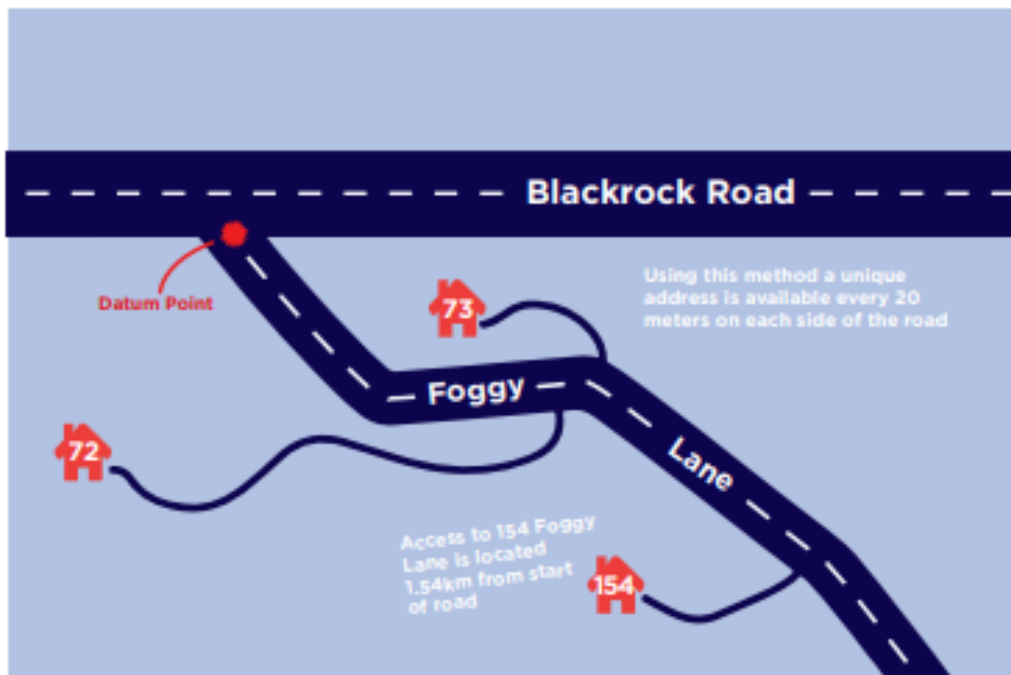 Blackrock Road
Datum Point
73
Using this method a unique
address is available every 20
meters on each side of the road
Foggy
Lane
72
Access to 154 Foggy
Lane is located
1.54km from start
of road
154